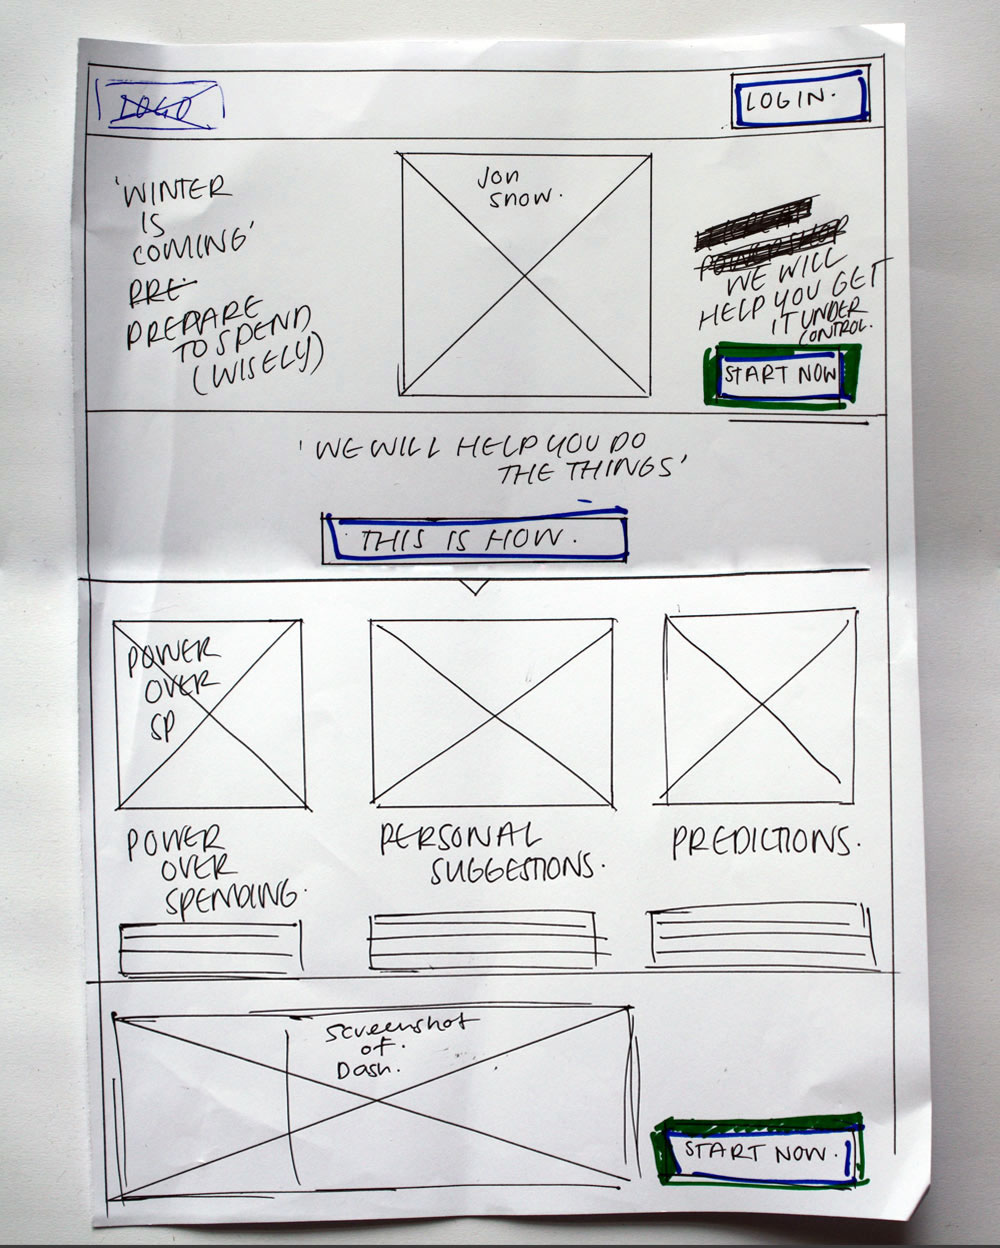 LOGO
LOGIN.
'WINTER
IS
COMING'
PRE
PREPARE
TO SPEND
(WISELY)
Jon
Snow.
WE WILL
HELP YOU GET
IT UNDER
CONTROL.
START NOW
'WE WILL HELP YOU DO
THE THINGS'
THIS IS HOW.
POWER
OVER
SP
POWER
OVER
SPENDING.
PERSONAL
SUGGESTIONS.
PREDICTIONS.
Screenshot
of.
Dash.
START NOW.